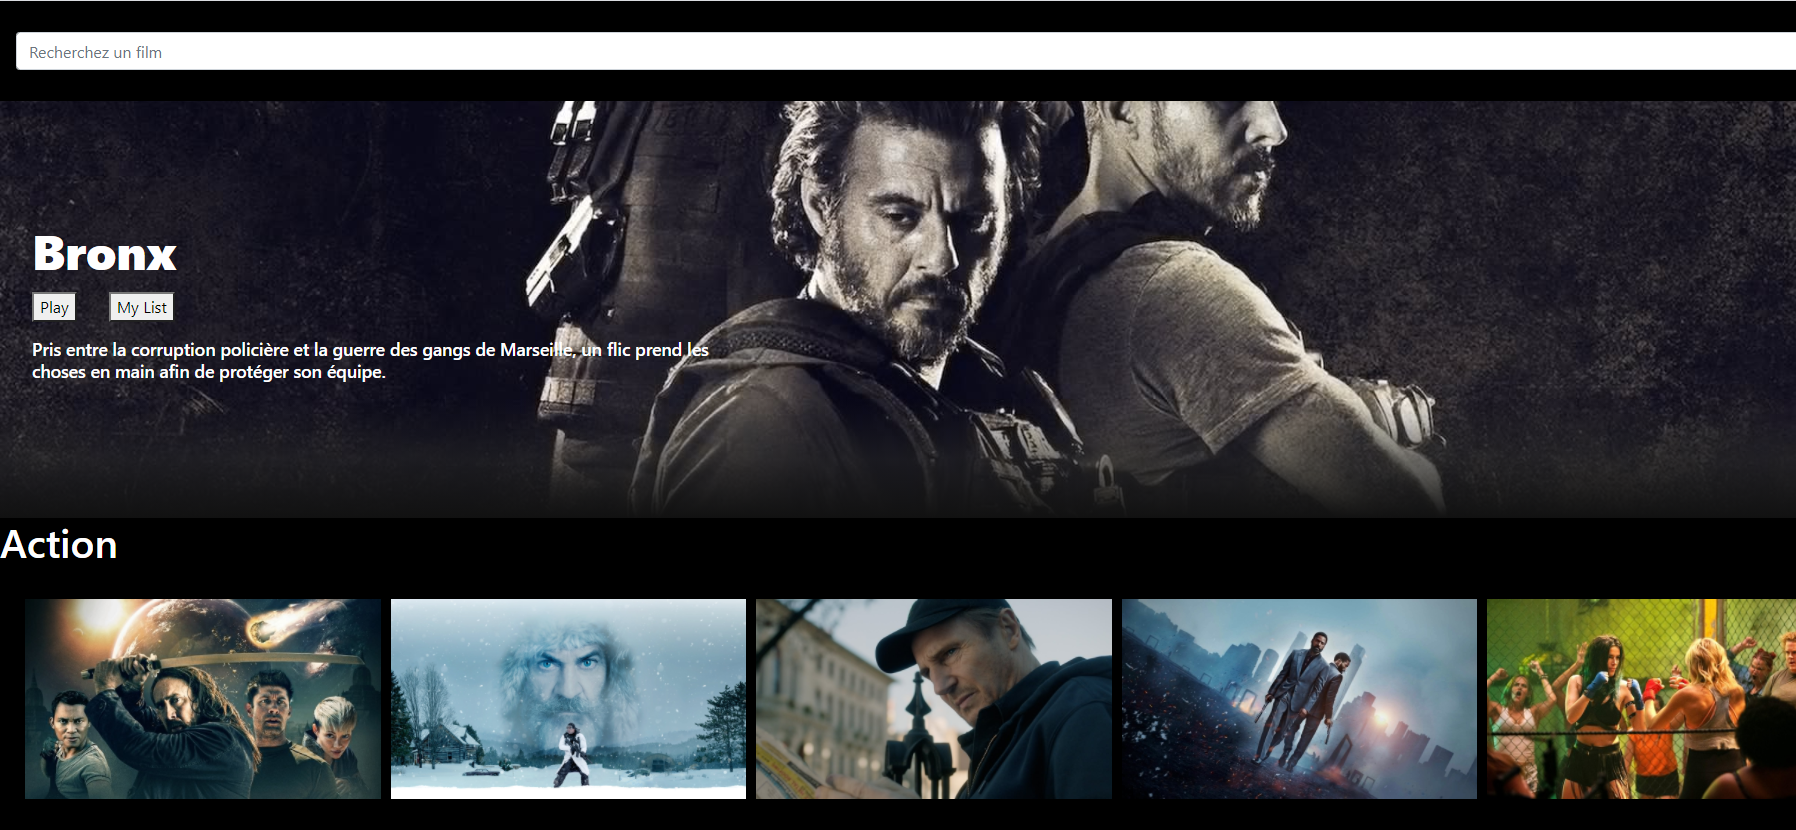 Recherchez un film
Bronx
Play
My List
Pris entre la corruption policière et la guerre des gangs de Marseille, un flic prend les
choses en main afin de protéger son équipe.
Action